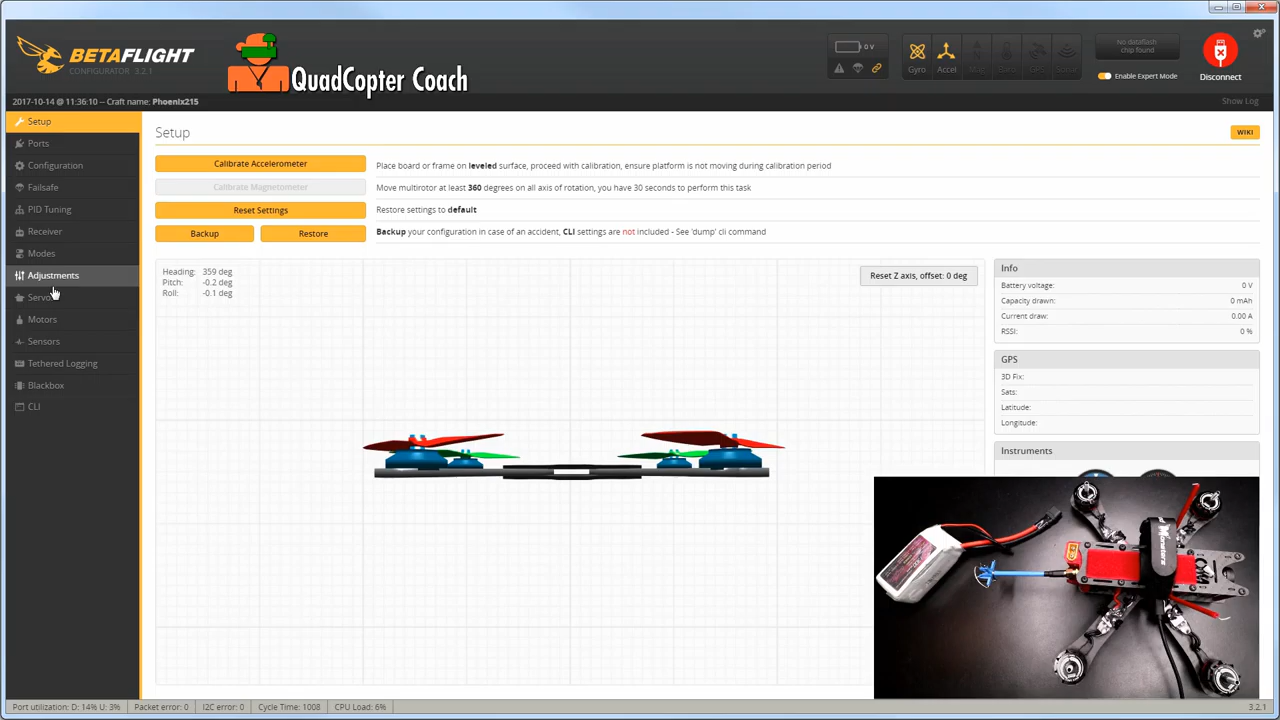 BETAFLIGHT
CONFIGURATOR 3.2.1
QuadCopter Coach
0 V
Gyro
Accel
Mag
Baro
GPS
Sonar
No dataflash
chip found
Enable Expert Mode
Disconnect
2017-10-14 @ 11:36:10 -- Craft name: Phoenix215
Show Log
Setup
Ports
Configuration
Failsafe
PID Tuning
Receiver
Modes
Adjustments
Motors
Sensors
Tethered Logging
Blackbox
CLI
Setup
WIKI
Calibrate Accelerometer
Place board or frame on leveled surface, proceed with calibration, ensure platform is not moving during calibration period
Calibrate Magnetometer
Move multirotor at least 360 degrees on all axis of rotation, you have 30 seconds to perform this task
Reset Settings
Restore settings to default
Backup
Restore
Backup your configuration in case of an accident, CLI settings are not included - See 'dump' cli command
Heading: 359 deg
Pitch: -0.2 deg
Roll: -0.1 deg
Reset Z axis, offset: 0 deg
Info
Battery voltage: 0 V
Capacity drawn: 0 mAh
Current draw: 0.00 A
RSSI: 0 %
GPS
3D Fix:
Sats:
Latitude:
Longitude:
Instruments
Port utilization: D: 14% U: 3%
Packet error: 0
I2C error: 0
Cycle Time: 1008
CPU Load: 6%
3.2.1